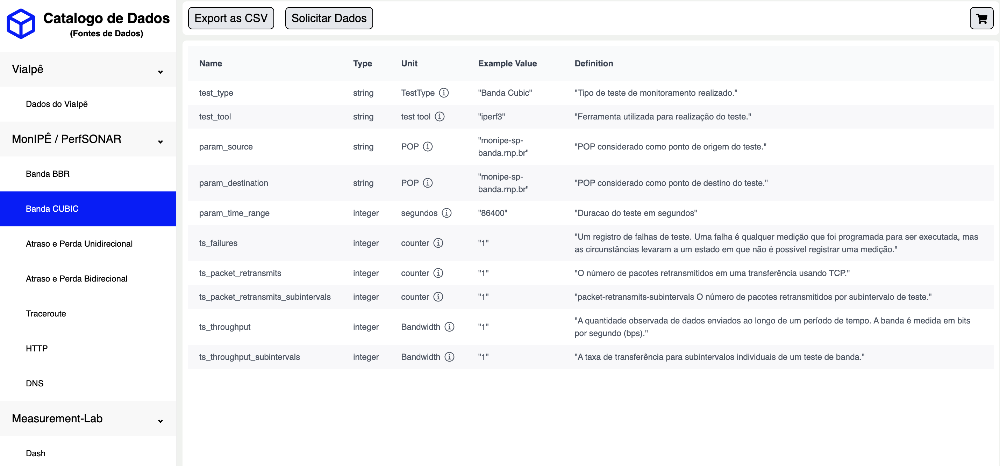 Catalogo de Dados
(Fontes de Dados)
ViaIpê
Dados do ViaIpê
MonIPÊ / PerfSONAR
Banda BBR
Banda CUBIC
Atraso e Perda Unidirecional
Atraso e Perda Bidirecional
Traceroute
HTTP
DNS
Measurement-Lab
Dash
Export as CSV Solicitar Dados
Name Type Unit Example Value Definition
test_type string TestType "Banda Cubic" "Tipo de teste de monitoramento realizado."
test_tool string test tool "iperf3" "Ferramenta utilizada para realização do teste."
param_source string POP "monipe-sp-
banda.rnp.br" "POP considerado como ponto de origem do teste."
param_destination string POP "monipe-sp-
banda.rnp.br" "POP considerado como ponto de destino do teste."
param_time_range integer segundos "86400" "Duracao do teste em segundos"
ts_failures integer counter "1" "Um registro de falhas de teste. Uma falha é qualquer medição que foi programada para ser executada, mas
as circunstâncias levaram a um estado em que não é possível registrar uma medição."
ts_packet_retransmits integer counter "1" "O número de pacotes retransmitidos em uma transferência usando TCP."
ts_packet_retransmits_subintervals integer counter "1" "packet-retransmits-subintervals O número de pacotes retransmitidos por subintervalo de teste."
ts_throughput integer Bandwidth "1" "A quantidade observada de dados enviados ao longo de um período de tempo. A banda é medida em bits
por segundo (bps)."
ts_throughput_subintervals integer Bandwidth "1" "A taxa de transferência para subintervalos individuais de um teste de banda."